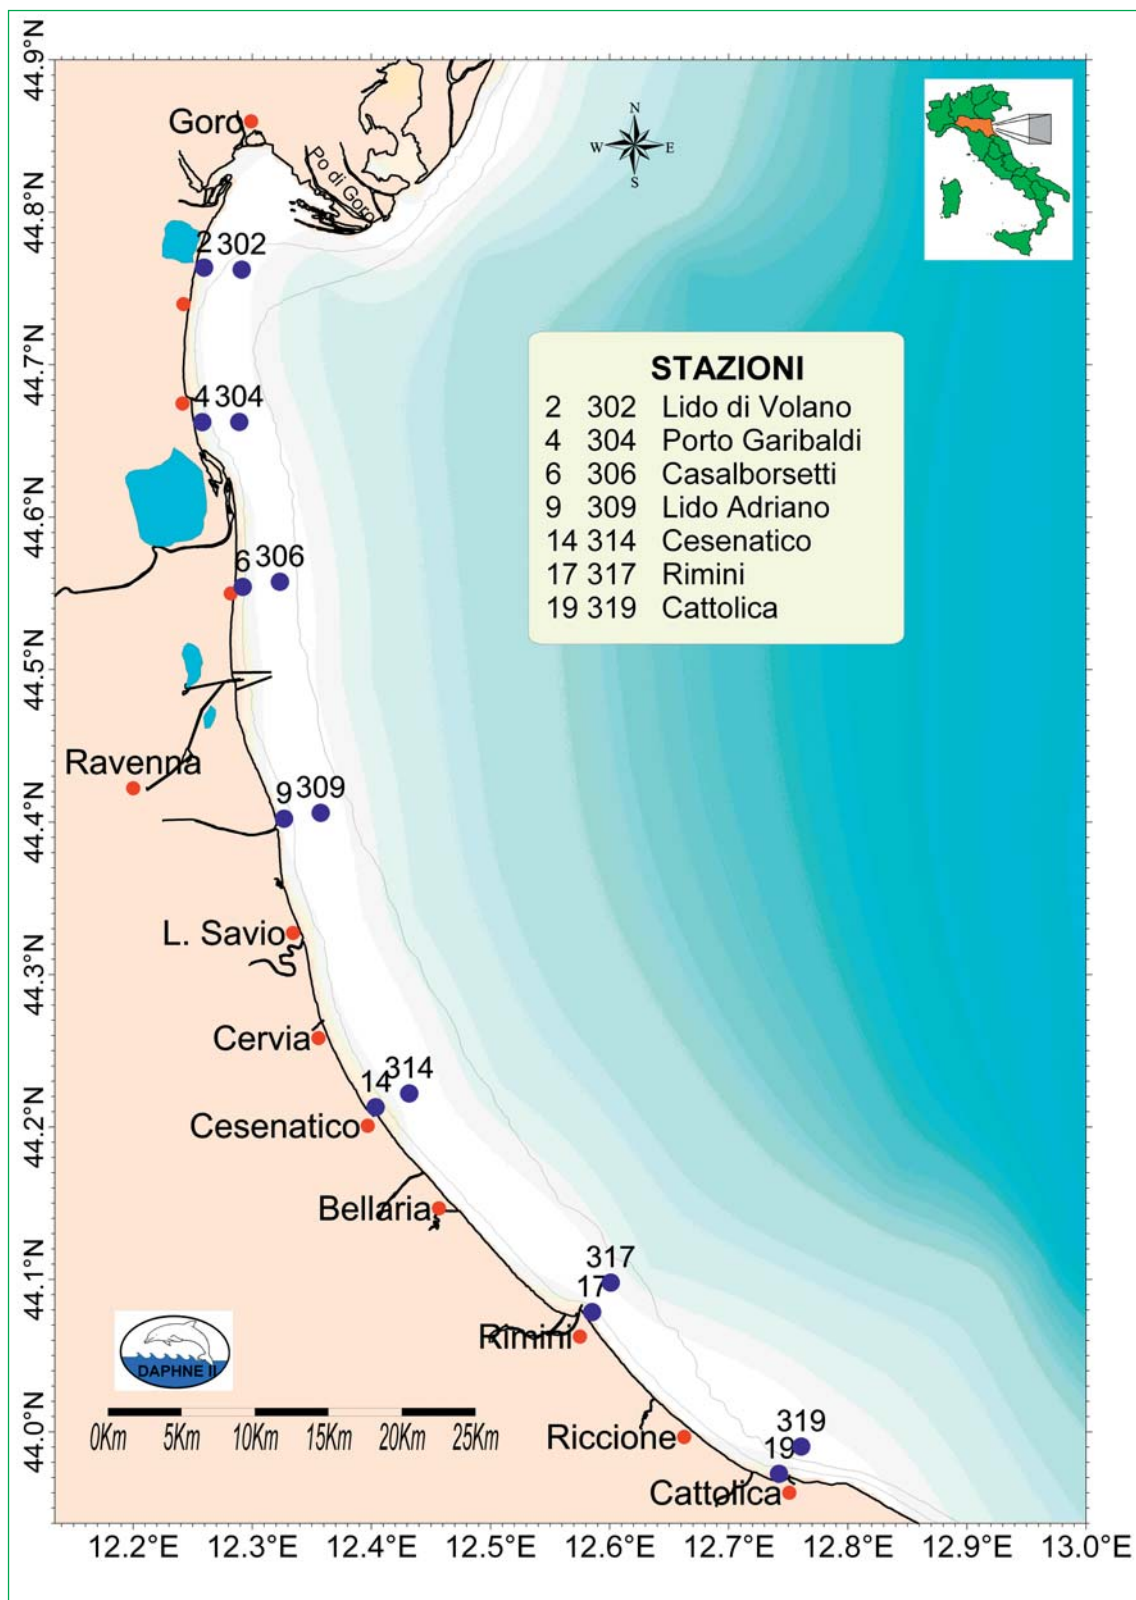 44.9°N
44.8°N
44.7°N
44.6°N
44.5°N
44.4°N
44.3°N
44.2°N
44.1°N
44.0°N
Goro
Po di Goro
N
W E
S
2 302
4 304
6 306
Ravenna
9 309
L. Savio
Cervia
14 314
Cesenatico
Bellaria
317
17
Rimini
319
Riccione
19
Cattolica
STAZIONI
2 302 Lido di Volano
4 304 Porto Garibaldi
6 306 Casalborsetti
9 309 Lido Adriano
14 314 Cesenatico
17 317 Rimini
19 319 Cattolica
DAPHNE II
0Km 5Km 10Km 15Km 20Km 25Km
12.2°E 12.3°E 12.4°E 12.5°E 12.6°E 12.7°E 12.8°E 12.9°E 13.0°E